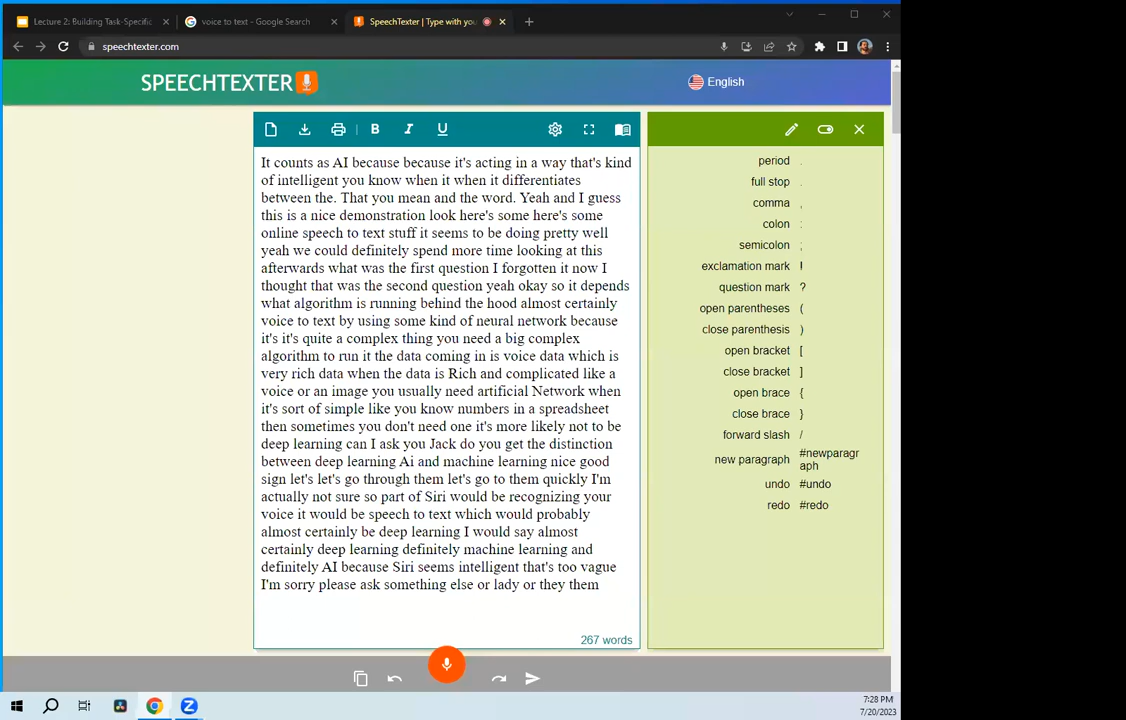 Lecture 2: Building Task-Specific
voice to text - Google Search
SpeechTexter | Type with you
speechtexter.com
SPEECHTEXTER
English
B I U
It counts as AI because because it's acting in a way that's kind
of intelligent you know when it when it differentiates
between the. That you mean and the word. Yeah and I guess
this is a nice demonstration look here's some here's some
online speech to text stuff it seems to be doing pretty well
yeah we could definitely spend more time looking at this
afterwards what was the first question I forgotten it now I
thought that was the second question yeah okay so it depends
what algorithm is running behind the hood almost certainly
voice to text by using some kind of neural network because
it's it's quite a complex thing you need a big complex
algorithm to run it the data coming in is voice data which is
very rich data when the data is Rich and complicated like a
voice or an image you usually need artificial Network when
it's sort of simple like you know numbers in a spreadsheet
then sometimes you don't need one it's more likely not to be
deep learning can I ask you Jack do you get the distinction
between deep learning Ai and machine learning nice good
sign let's let's go through them let's go to them quickly I'm
actually not sure so part of Siri would be recognizing your
voice it would be speech to text which would probably
almost certainly be deep learning I would say almost
certainly deep learning definitely machine learning and
definitely AI because Siri seems intelligent that's too vague
I'm sorry please ask something else or lady or they them
267 words
period .
full stop .
comma ,
colon :
semicolon ;
exclamation mark !
question mark ?
open parentheses (
close parenthesis )
open bracket [
close bracket ]
open brace {
close brace }
forward slash /
new paragraph #newparagr
aph
undo #undo
redo #redo
7:28 PM
7/20/2023